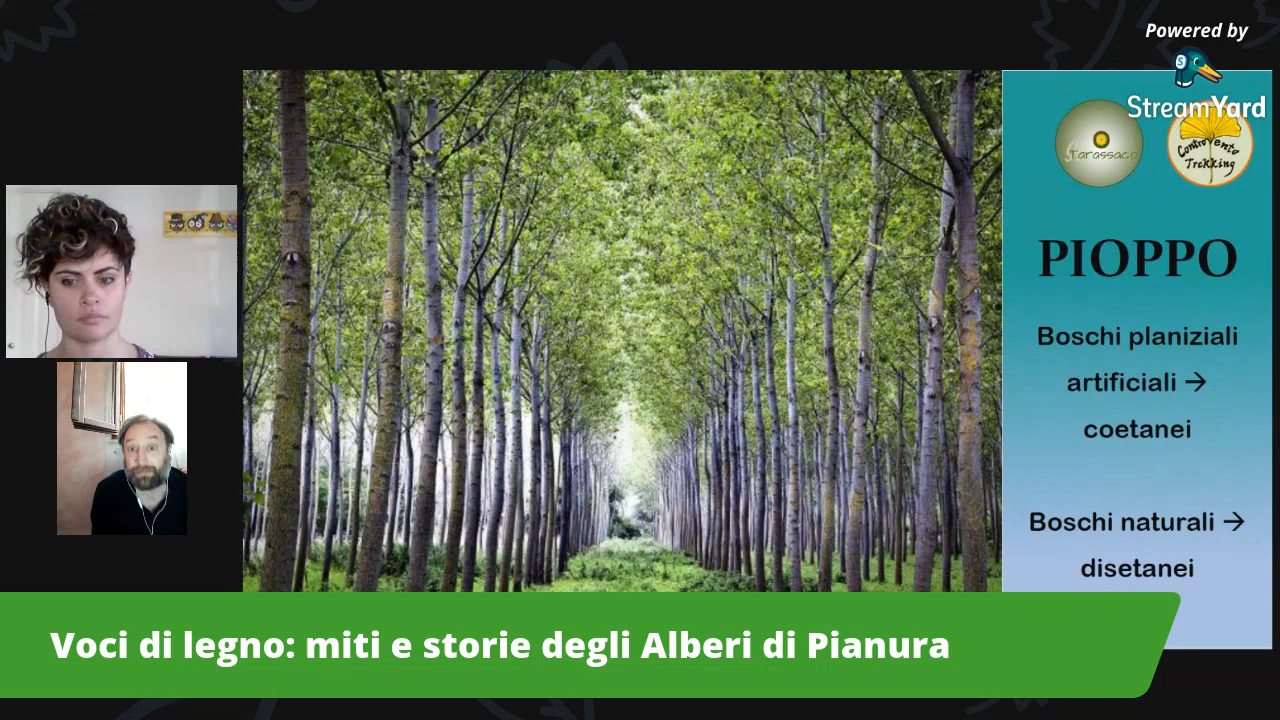 Powered by
StreamYard
Tarassaco
ControVento
Trekking
PIOPPO
Boschi planiziali
artificiali →
coetanei
Boschi naturali →
disetanei
Voci di legno: miti e storie degli Alberi di Pianura